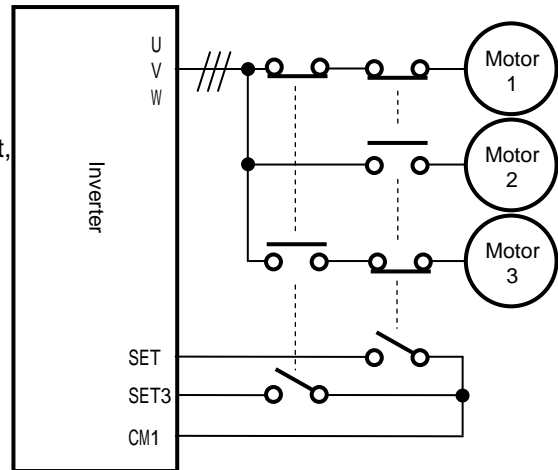 U
V
W
t,
Inverter
Motor
1
Motor
2
Motor
3
SET
SET3
CM1